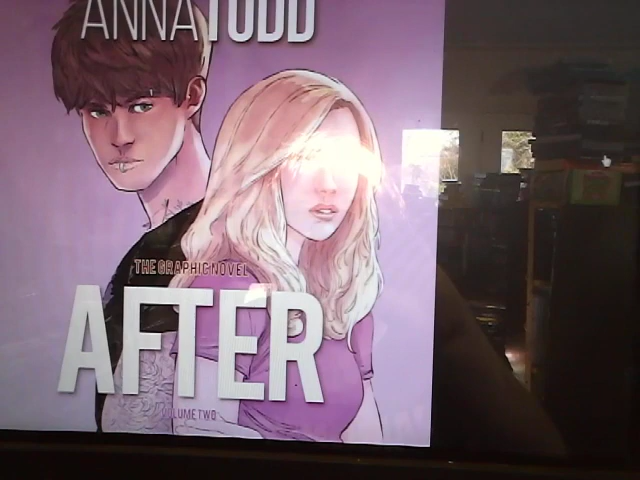 ANNA TODD
THE GRAPHIC NOVEL
AFTER
VOLUME TWO